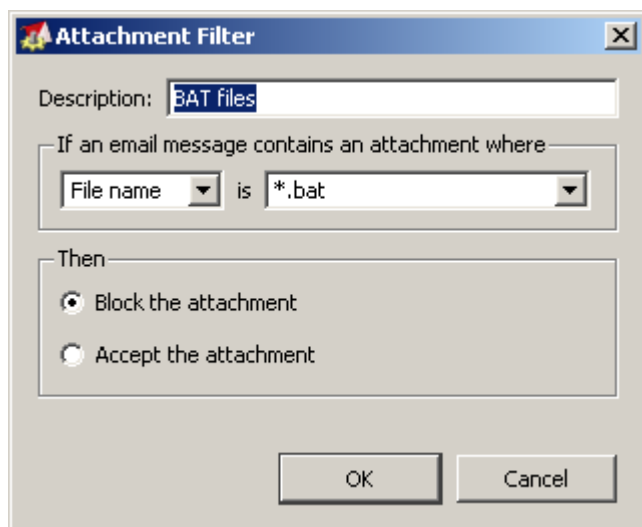 Attachment Filter
Description: BAT files
If an email message contains an attachment where
File name is *.bat
Then
Block the attachment
Accept the attachment
OK Cancel